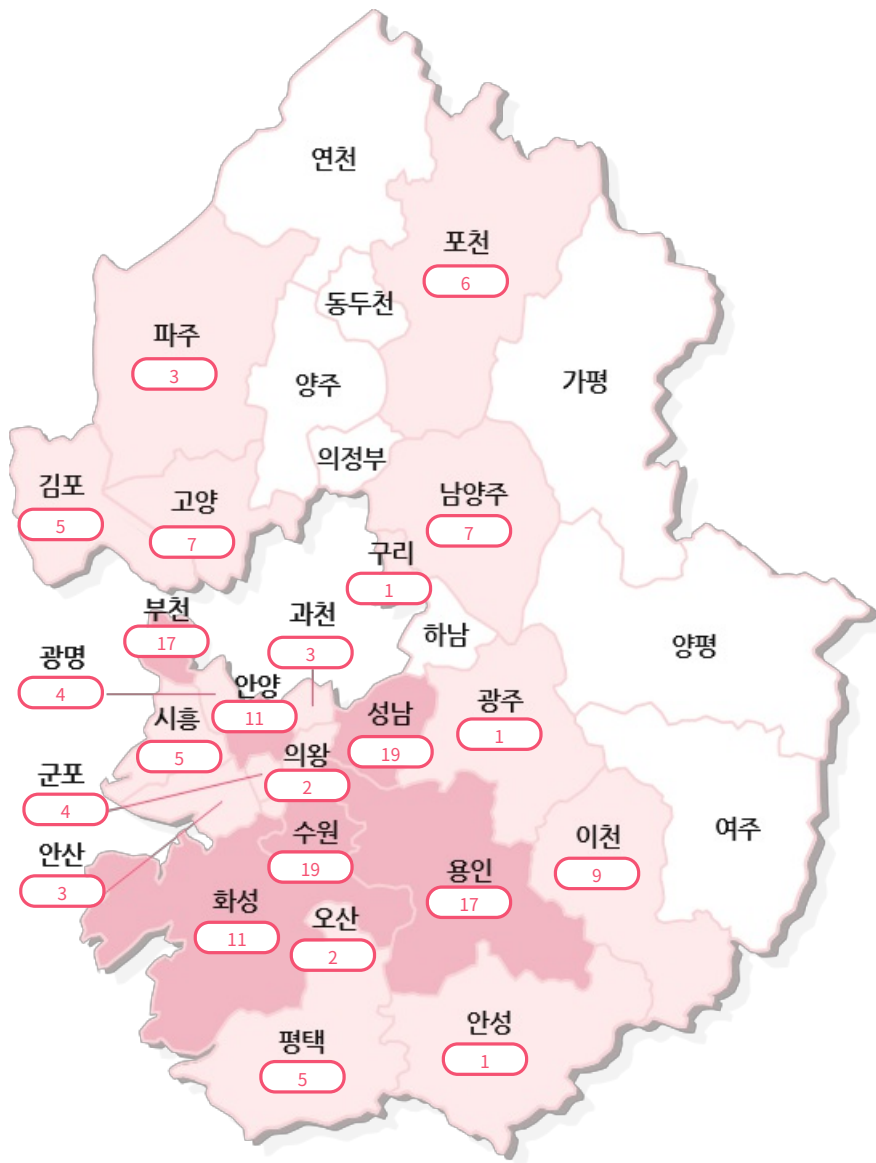 연천
포천
6
동두천
파주
3
양주
가평
의정부
김포
5
고양
7
남양주
7
구리
1
부천
17
과천
3
하남
양평
광명
4
안양
11
시흥
5
성남
19
광주
1
의왕
2
군포
4
수원
19
이천
9
여주
안산
3
용인
17
화성
11
오산
2
안성
1
평택
5